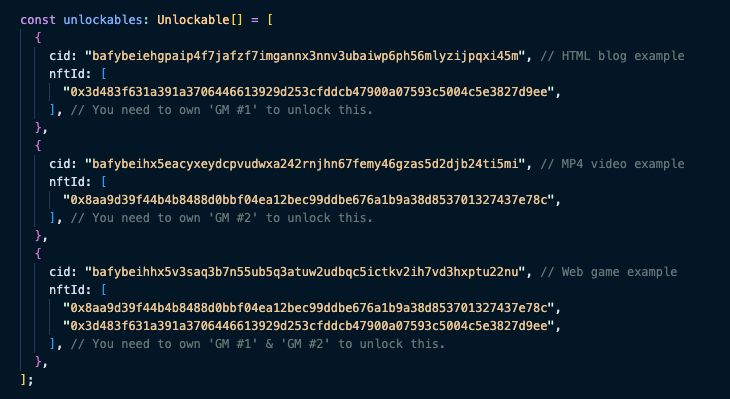 const unlockables: Unlockable[] = [
{
cid: "bafybeiehgpaip4f7jafzf7imgannx3nnv3ubaiwp6ph56mlyzijpqxi45m", // HTML blog example
nftId: [
"0x3d483f631a391a3706446613929d253cfddcb47900a07593c5004c5e3827d9ee",
], // You need to own 'GM #1' to unlock this.
},
{
cid: "bafybeihx5eacyxeydcpvudwxa242rnjhn67femy46gzas5d2djb24ti5mi", // MP4 video example
nftId: [
"0x8aa9d39f44b4b8488d0bbf04ea12bec99ddbe676a1b9a38d853701327437e78c",
], // You need to own 'GM #2' to unlock this.
},
{
cid: "bafybeihhx5v3saq3b7n55ub5q3atuw2udbqc5ictkv2ih7vd3hxptu22nu", // Web game example
nftId: [
"0x8aa9d39f44b4b8488d0bbf04ea12bec99ddbe676a1b9a38d853701327437e78c",
"0x3d483f631a391a3706446613929d253cfddcb47900a07593c5004c5e3827d9ee",
], // You need to own 'GM #1' & 'GM #2' to unlock this.
},
];